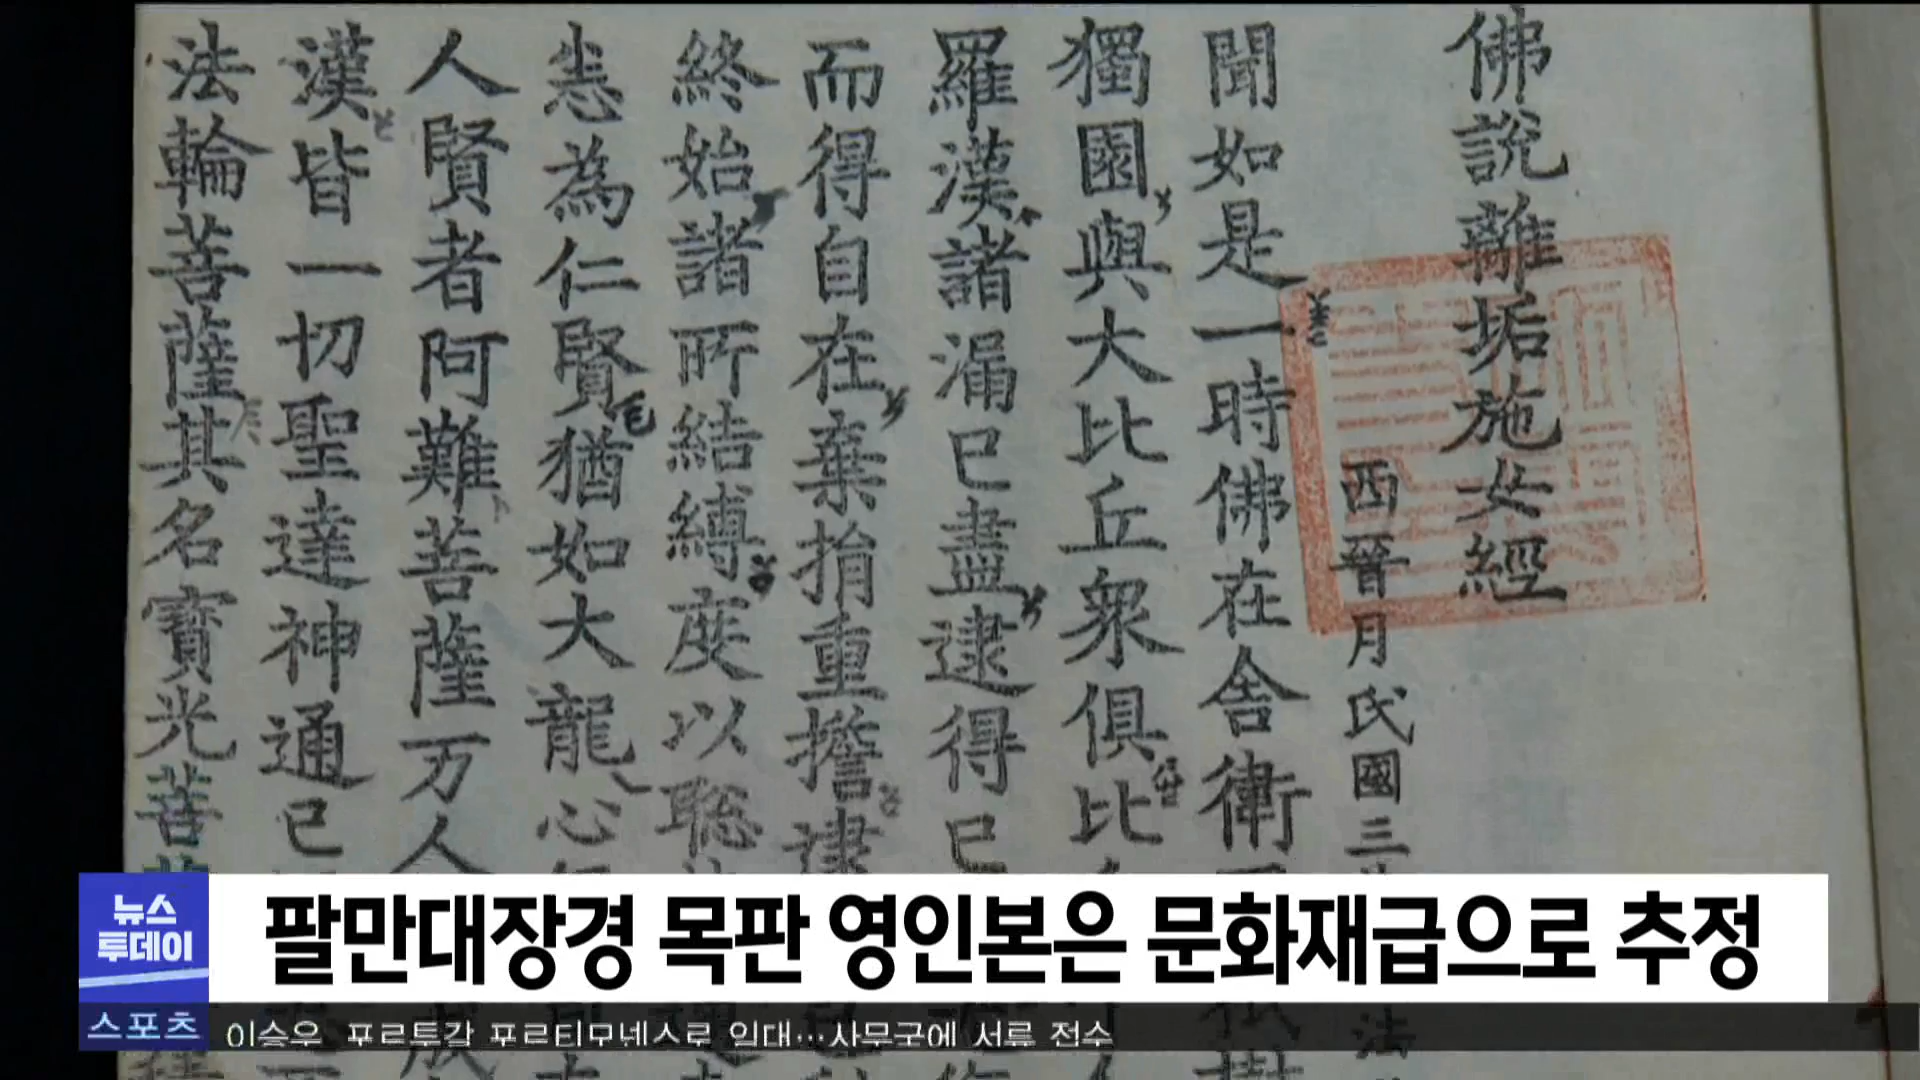 佛說離垢施女經
西晉月氏國三
聞如是一時佛在舍衛
獨園與大比丘衆俱比
羅漢諸漏已盡逮得已
而得自在棄捐重擔逮
終始諸所結縛度以聡
恚為仁賢猶如大龍心
人賢者阿難菩薩万人
漢皆一切聖達神通已
法輪菩薩其名寶光菩
뉴스
투데이
팔만대장경 목판 영인본은 문화재급으로 추정
스포츠
이승우, 포르투갈 포르티모넨스로 임대…사무국에 서류 접수